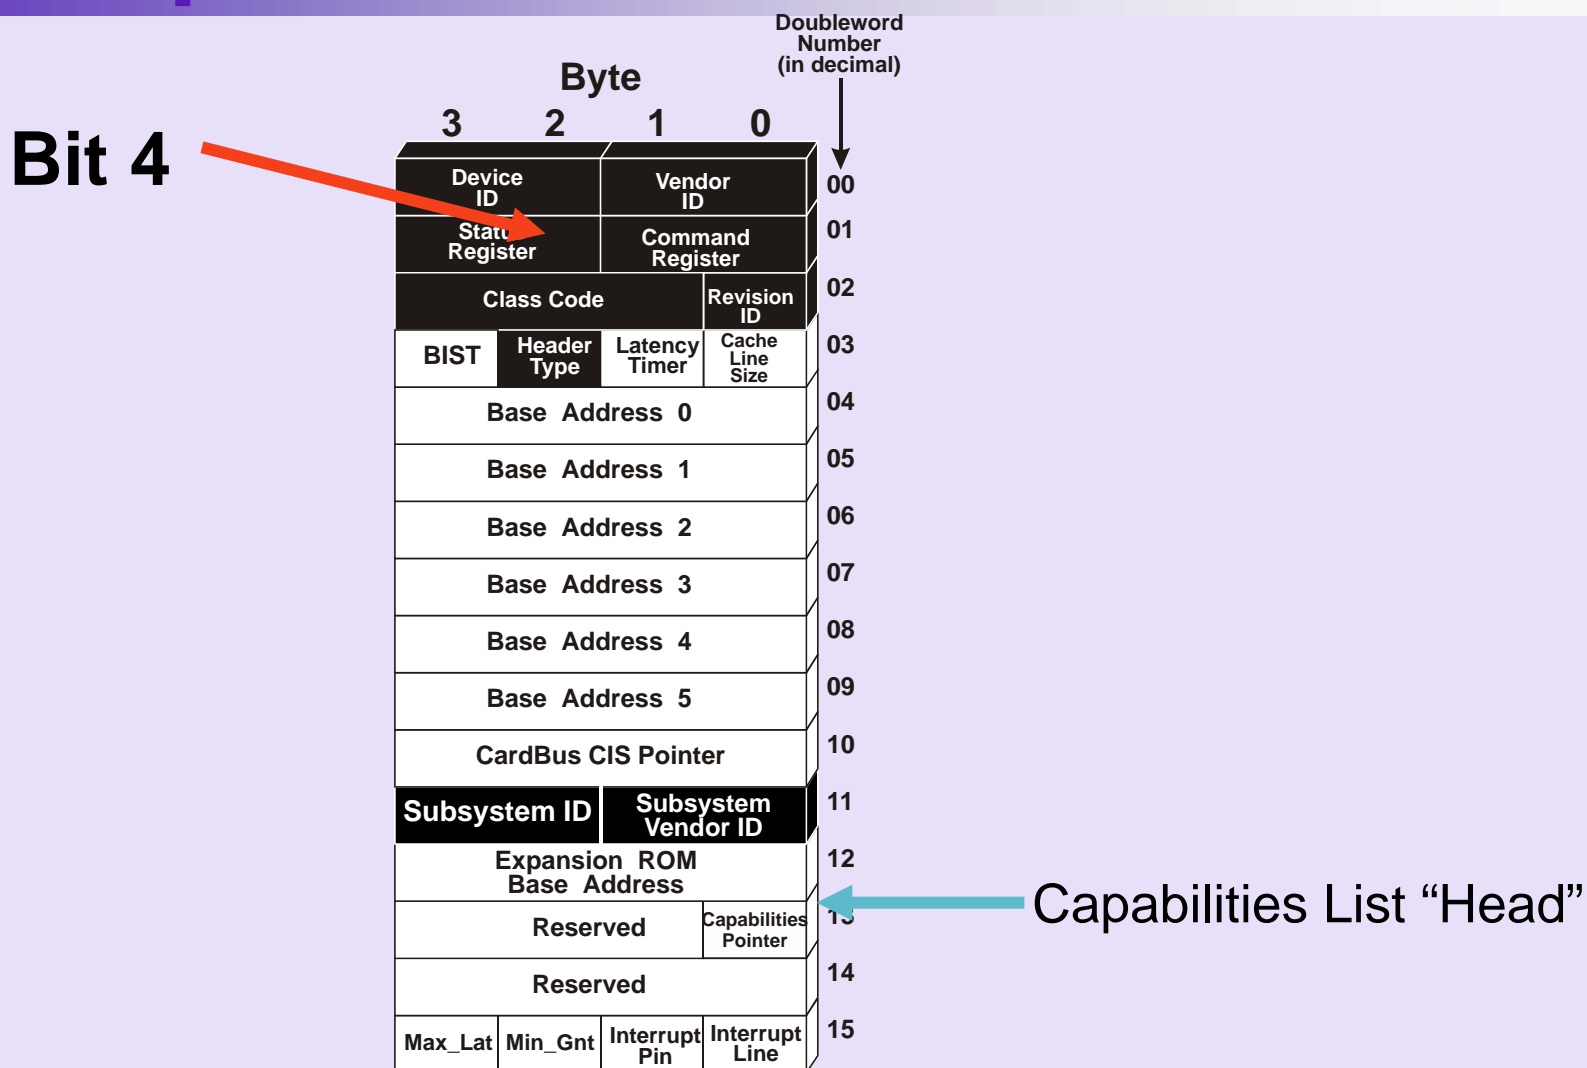 Doubleword
Number
(in decimal)
Byte
3 2 1 0
Bit 4
Device
ID
Vendor
ID
00
Register
Command
Register
01
Class Code
Revision
ID
02
BIST
Header
Type
Latency
Timer
Cache
Line
Size
03
Base Address 0
04
Base Address 1
05
Base Address 2
06
Base Address 3
07
Base Address 4
08
Base Address 5
09
CardBus CIS Pointer
10
Subsystem ID
Subsystem
Vendor ID
11
Expansion ROM
Base Address
12
Capabilities List “Head”
Reserved
Capabilities
Pointer
Reserved
14
Max_Lat
Min_Gnt
Interrupt
Pin
Interrupt
Line
15